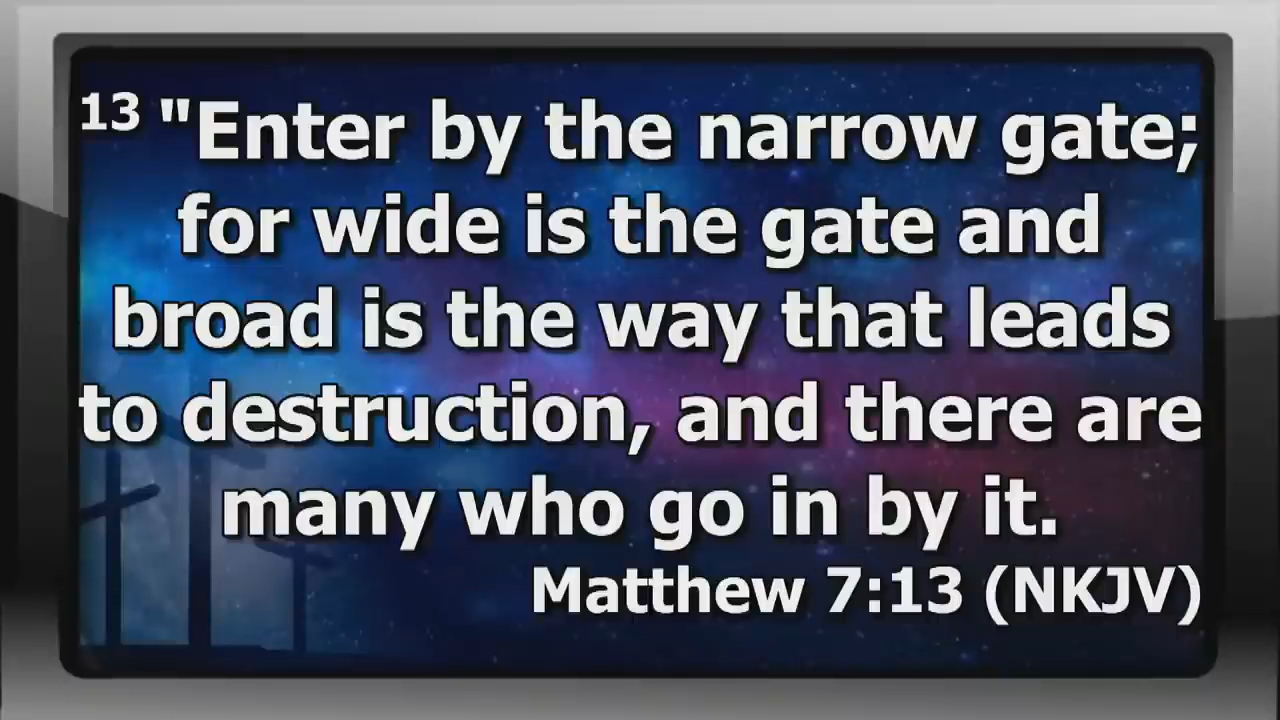 13 "Enter by the narrow gate;
for wide is the gate and
broad is the way that leads
to destruction, and there are
many who go in by it.
Matthew 7:13 (NKJV)